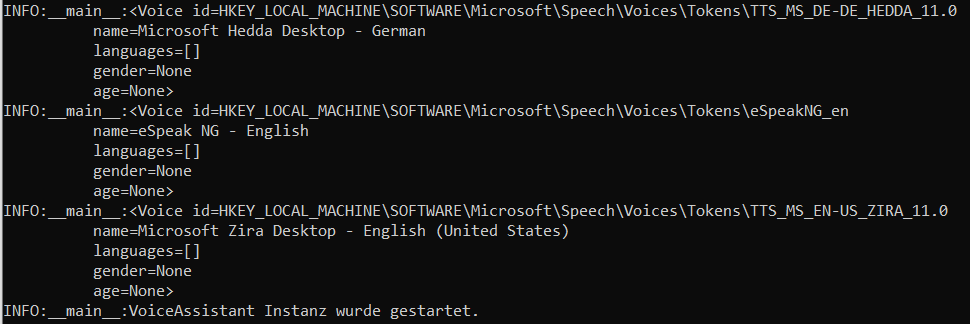 INFO:__main__:<Voice id=HKEY_LOCAL_MACHINE\SOFTWARE\Microsoft\Speech\Voices\Tokens\TTS_MS_DE-DE_HEDDA_11.0
name=Microsoft Hedda Desktop - German
languages=[]
gender=None
age=None>
INFO:__main__:<Voice id=HKEY_LOCAL_MACHINE\SOFTWARE\Microsoft\Speech\Voices\Tokens\eSpeakNG_en
name=eSpeak NG - English
languages=[]
gender=None
age=None>
INFO:__main__:<Voice id=HKEY_LOCAL_MACHINE\SOFTWARE\Microsoft\Speech\Voices\Tokens\TTS_MS_EN-US_ZIRA_11.0
name=Microsoft Zira Desktop - English (United States)
languages=[]
gender=None
age=None>
INFO:__main__:VoiceAssistant Instanz wurde gestartet.